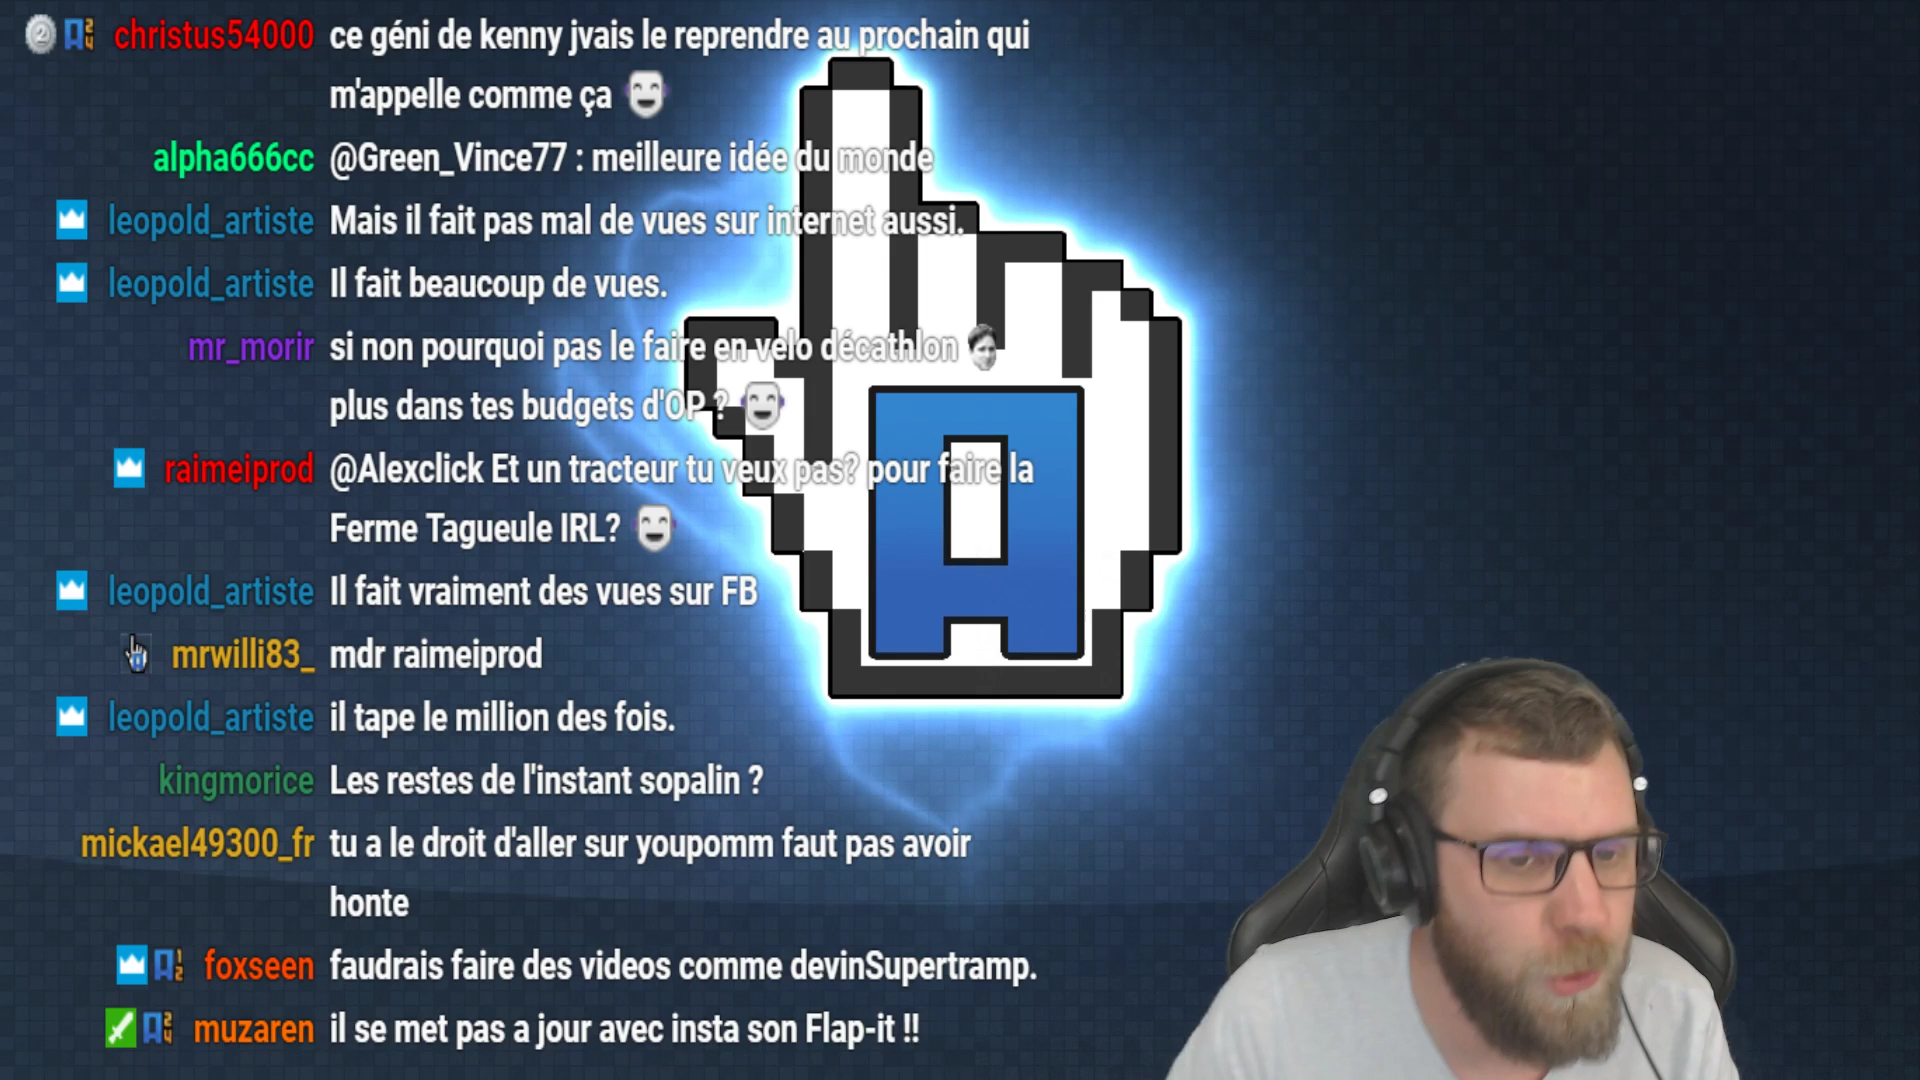 christus54000 ce géni de kenny jvais le reprendre au prochain qui
m'appelle comme ça
alpha666cc @Green_Vince77 : meilleure idée du monde
leopold_artiste Mais il fait pas mal de vues sur internet aussi.
leopold_artiste Il fait beaucoup de vues.
mr_morir si non pourquoi pas le faire en velo décathlon
plus dans tes budgets d'OP ?
raimeiprod @Alexclick Et un tracteur tu veux pas? pour faire la
Ferme Tagueule IRL?
leopold_artiste Il fait vraiment des vues sur FB
mrwilli83_ mdr raimeiprod
leopold_artiste il tape le million des fois.
kingmorice Les restes de l'instant sopalin ?
mickael49300_fr tu a le droit d'aller sur youpomm faut pas avoir
honte
foxseen faudrais faire des videos comme devinSupertramp.
muzaren il se met pas a jour avec insta son Flap-it !!
A